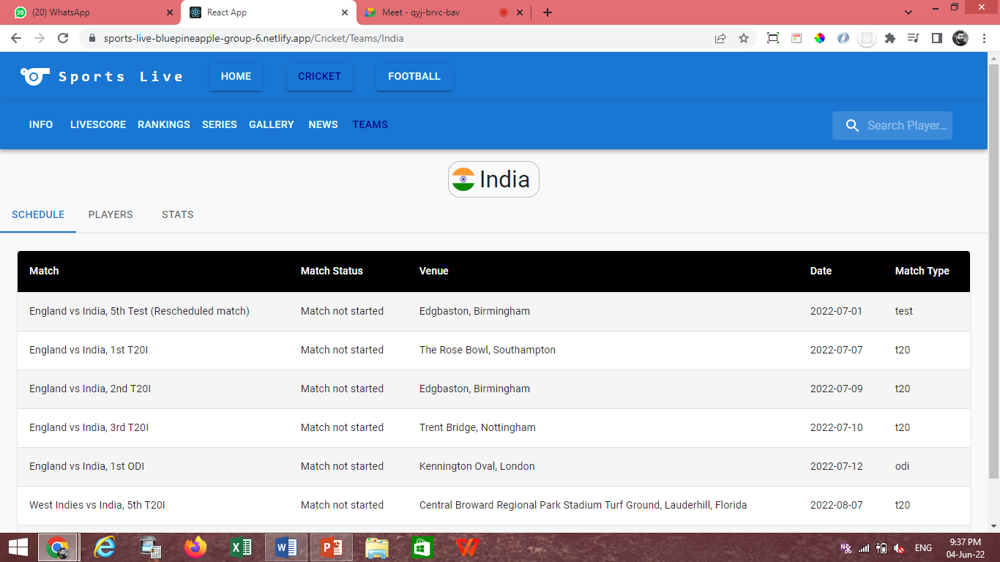 (20) WhatsApp
React App
Meet - qyj-brvc-bav
sports-live-bluepineapple-group-6.netlify.app/Cricket/Teams/India
Sports Live
HOME
CRICKET
FOOTBALL
INFO
LIVESCORE
RANKINGS
SERIES
GALLERY
NEWS
TEAMS
Search Player...
India
SCHEDULE
PLAYERS
STATS
Match Match Status Venue Date Match Type
England vs India, 5th Test (Rescheduled match) Match not started Edgbaston, Birmingham 2022-07-01 test
England vs India, 1st T20I Match not started The Rose Bowl, Southampton 2022-07-07 t20
England vs India, 2nd T20I Match not started Edgbaston, Birmingham 2022-07-09 t20
England vs India, 3rd T20I Match not started Trent Bridge, Nottingham 2022-07-10 t20
England vs India, 1st ODI Match not started Kennington Oval, London 2022-07-12 odi
West Indies vs India, 5th T20I Match not started Central Broward Regional Park Stadium Turf Ground, Lauderhill, Florida 2022-08-07 t20
ENG
9:37 PM
04-Jun-22